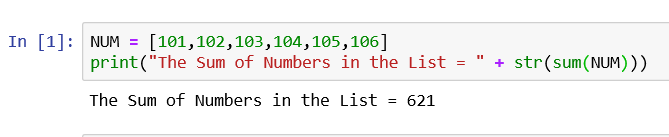 In [1]: NUM = [101,102,103,104,105,106]
print("The Sum of Numbers in the List = " + str(sum(NUM)))
The Sum of Numbers in the List = 621